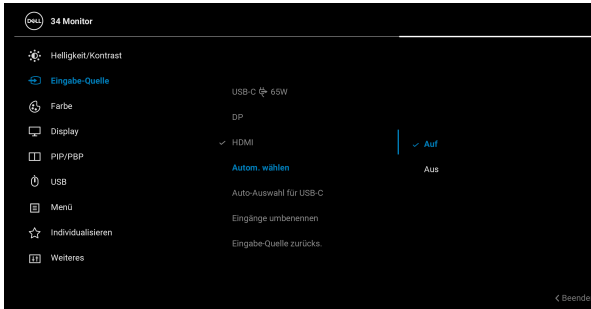 DELL 34 Monitor
Helligkeit/Kontrast
Eingabe-Quelle
Farbe
Display
PIP/PBP
USB
Menü
Individualisieren
Weiteres
USB-C 65W
DP
HDMI
Autom. wählen
Auto-Auswahl für USB-C
Eingänge umbenennen
Eingabe-Quelle zurücks.
Auf
Aus
Beende